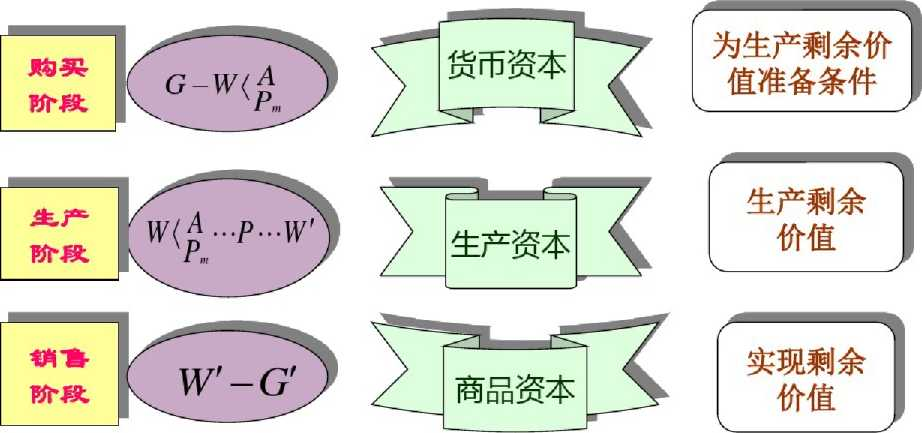 购买
阶段
G－W〈A
Pm
货币资本
为生产剩余价
值准备条件
生产
阶段
W〈A…P…W′
Pm
生产资本
生产剩余
价值
销售
阶段
W′－G′
商品资本
实现剩余
价值